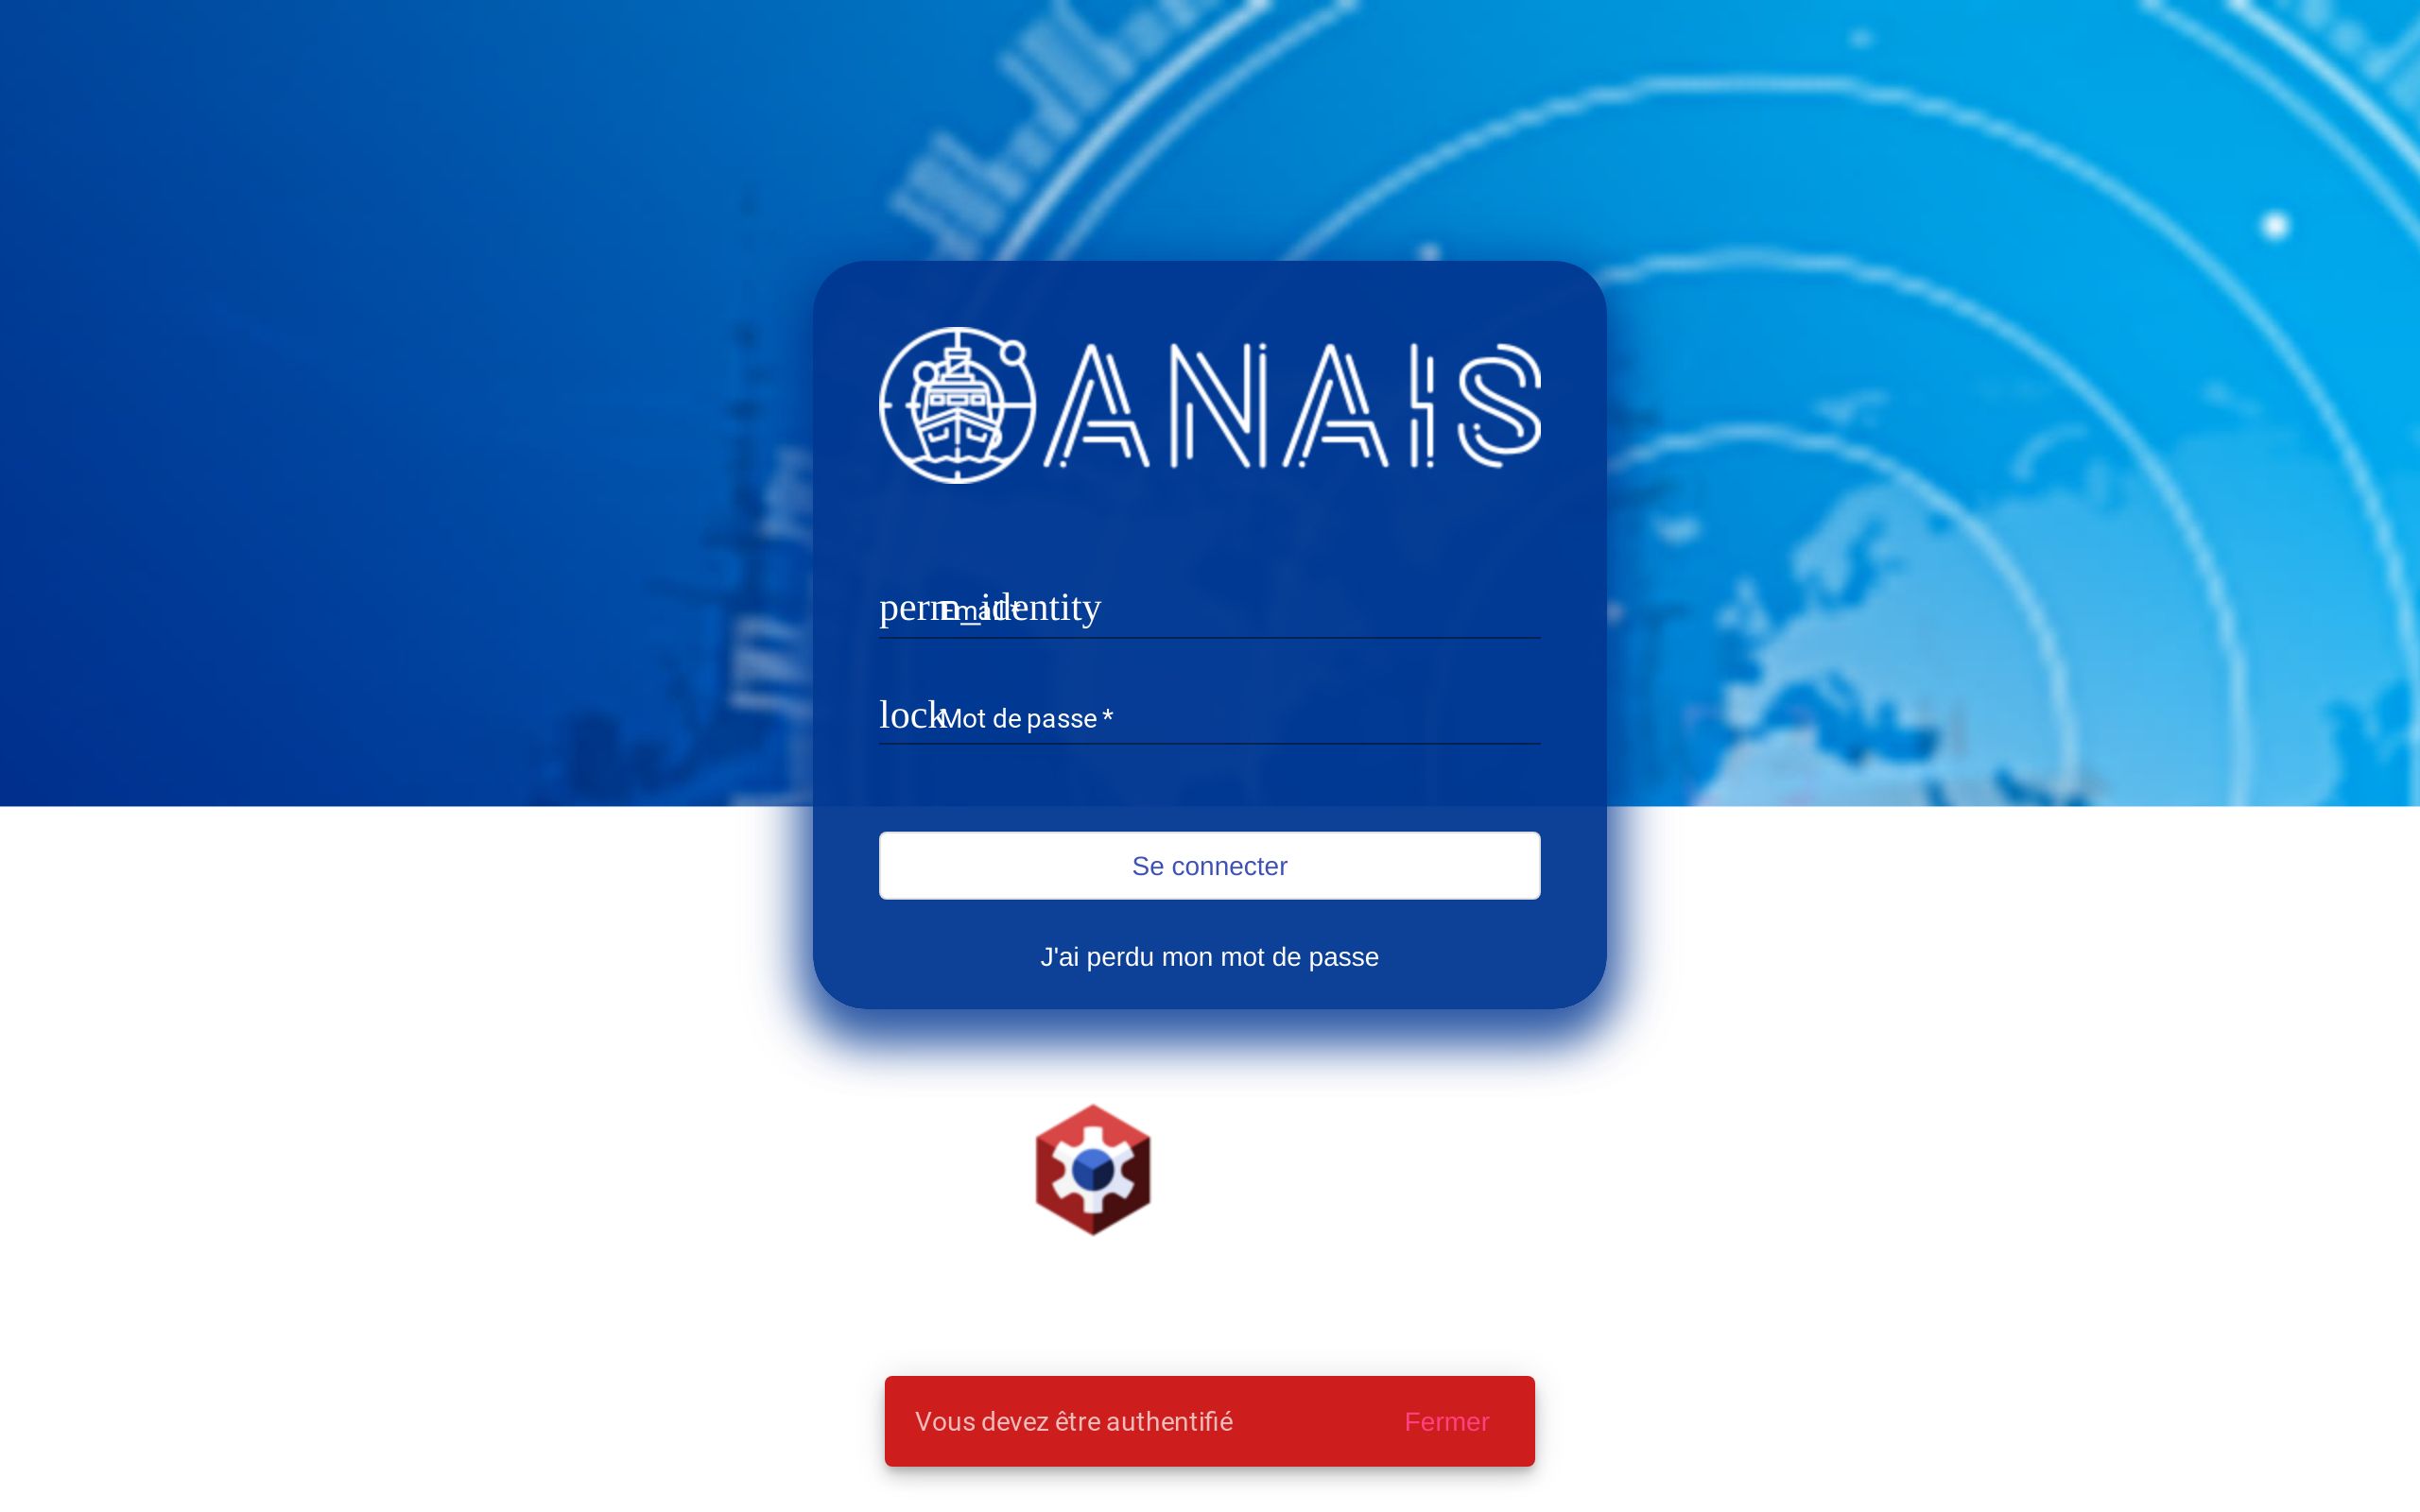 ANAIS
perm_identity
Email *
lock
Mot de passe *
Se connecter
J'ai perdu mon mot de passe
Vous devez être authentifié
Fermer